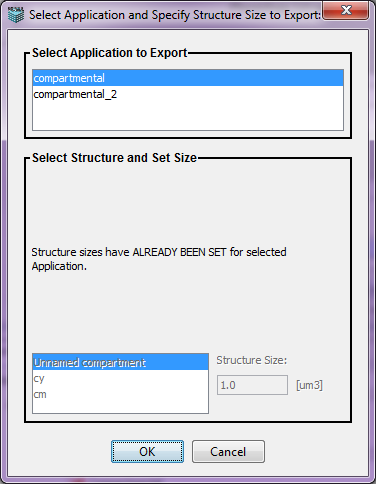 Select Application and Specify Structure Size to Export:
Select Application to Export
compartmental
compartmental_2
Select Structure and Set Size
Structure sizes have ALREADY BEEN SET for selected
Application.
Unnamed compartment
cy
cm
Structure Size:
1.0 [um3]
OK Cancel